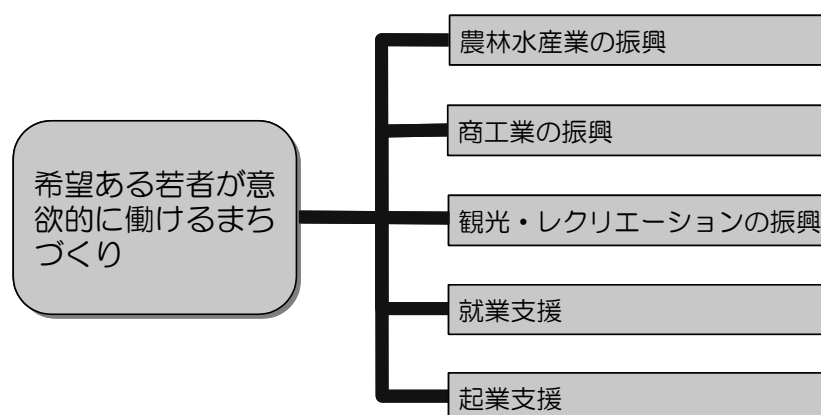 希望ある若者が意
欲的に働けるまち
づくり
農林水産業の振興
商工業の振興
観光・レクリエーションの振興
就業支援
起業支援